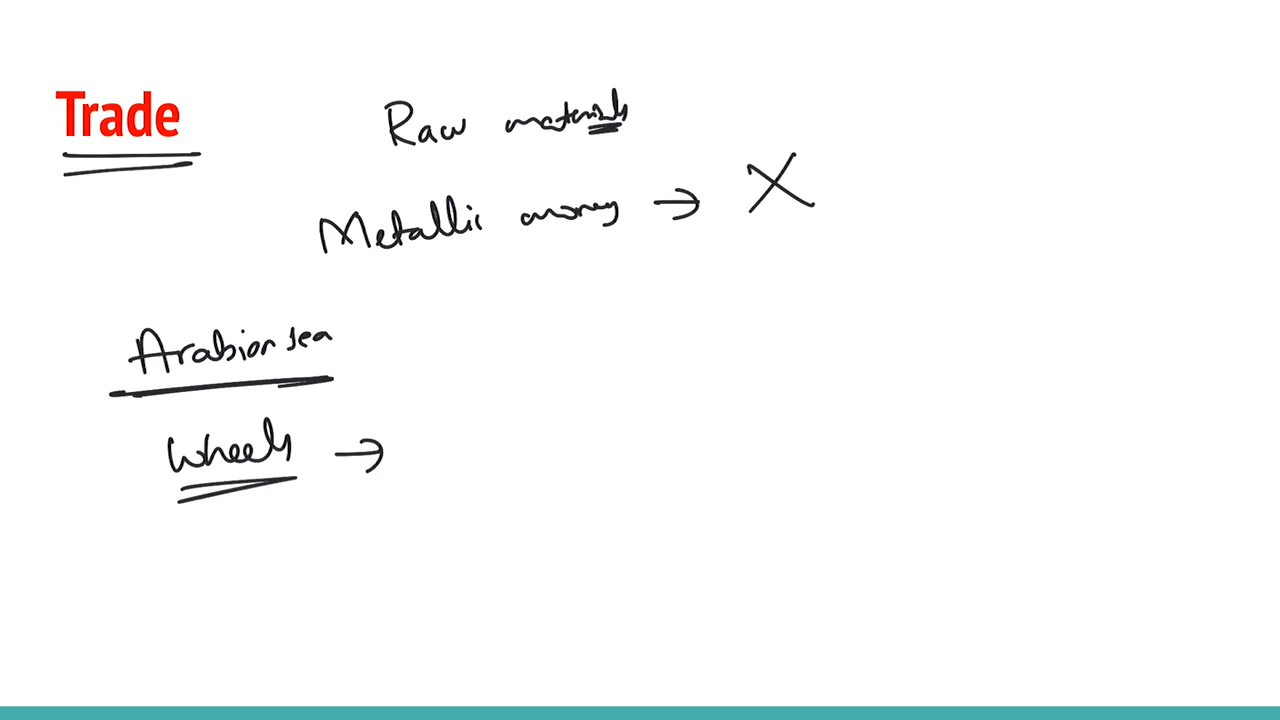 Trade
Raw materials
Metallic money → X
Arabian sea
Wheels →